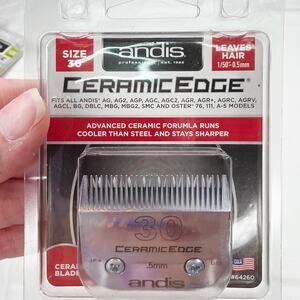 SIZE
30
andis
professional est. 1922
LEAVES
HAIR
1/50"-0.5mm
CERAMICEDGE®
FITS ALL ANDIS® AG, AG2, AGP, AGC, AGC2, AGR, AGR+, AGRC, AGRV,
AGCL, BG, DBLC, MBG, MBG2, SMC AND OSTER® 76, 111, A-5 MODELS
ADVANCED CERAMIC FORUMLA RUNS
COOLER THAN STEEL AND STAYS SHARPER
30
CERAMICEDGE
.5mm
andis
CERA
BLADE
#64260